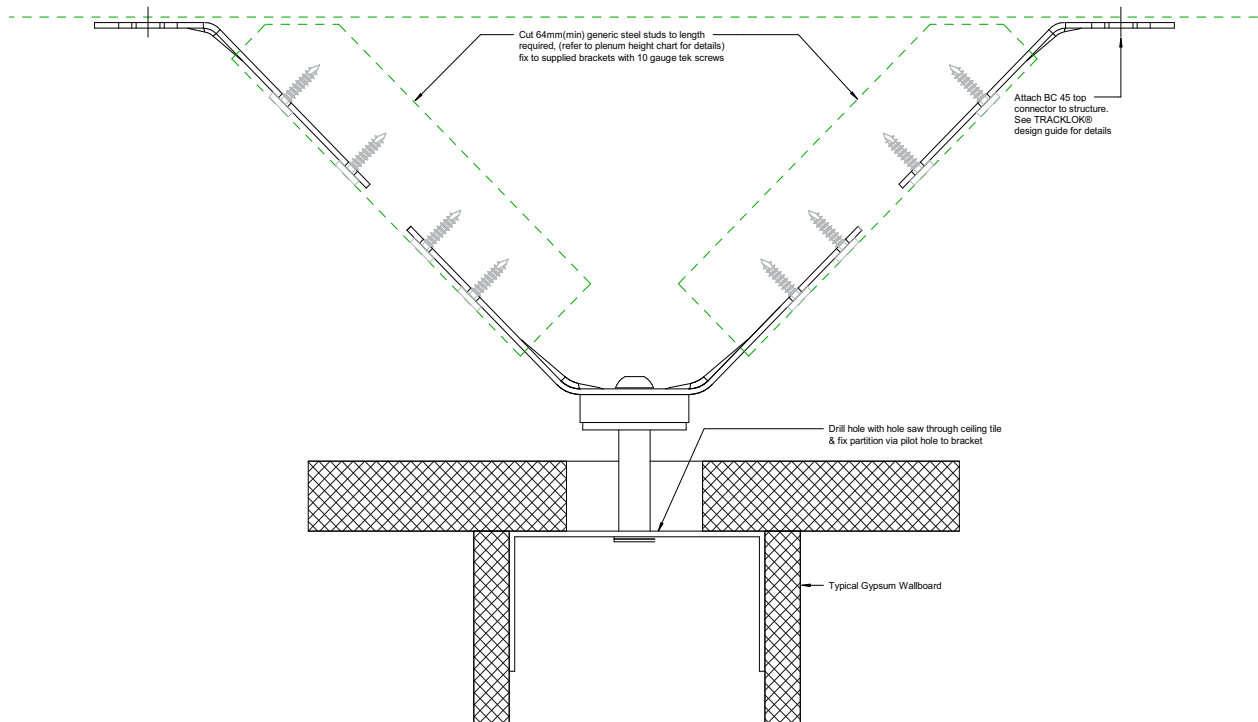 Cut 64mm(min) generic steel studs to length
required, (refer to plenum height chart for details)
fix to supplied brackets with 10 gauge tek screws
Attach BC 45 top
connector to structure.
See TRACKLOK®
design guide for details
Drill hole with hole saw through ceiling tile
& fix partition via pilot hole to bracket
Typical Gypsum Wallboard